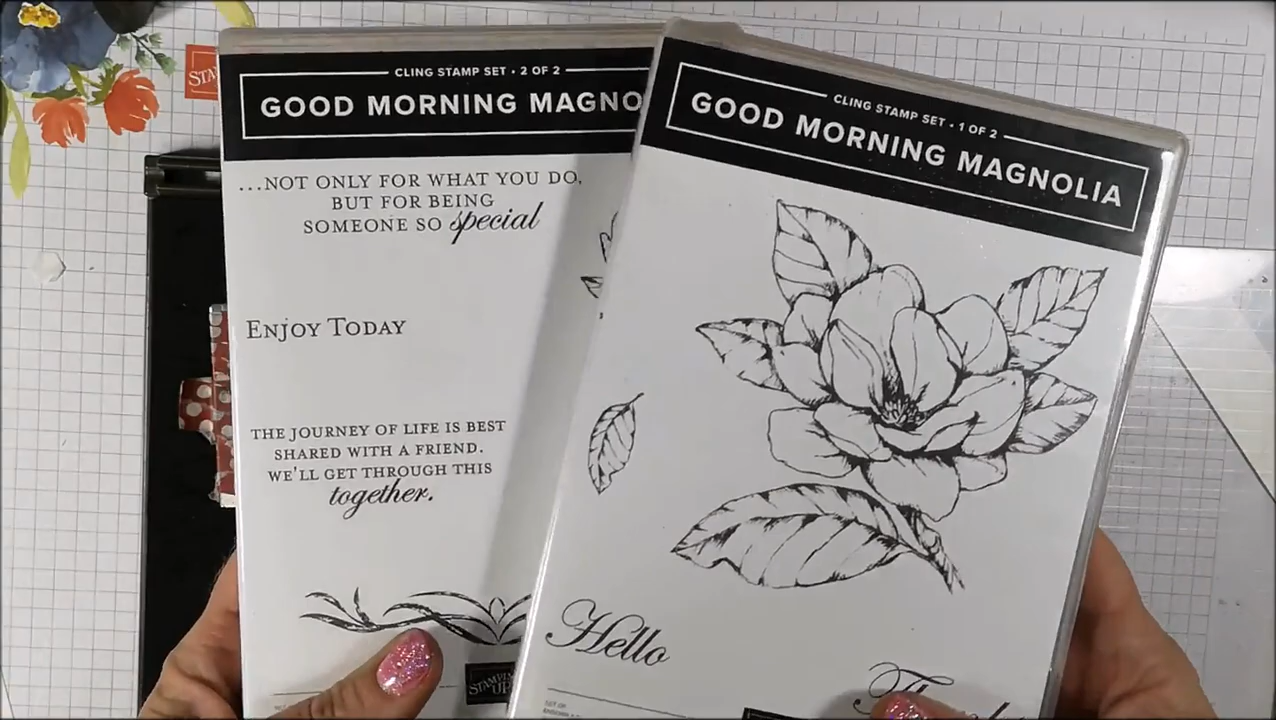 CLING STAMP SET • 2 OF 2
GOOD MORNING
...NOT ONLY FOR WHAT YOU DO,
BUT FOR BEING
SOMEONE SO special
ENJOY TODAY
THE JOURNEY OF LIFE IS BEST
SHARED WITH A FRIEND.
WE'LL GET THROUGH THIS
together.
STAMPIN' UP!
CLING STAMP SET • 1 OF 2
GOOD MORNING MAGNOLIA
Hello